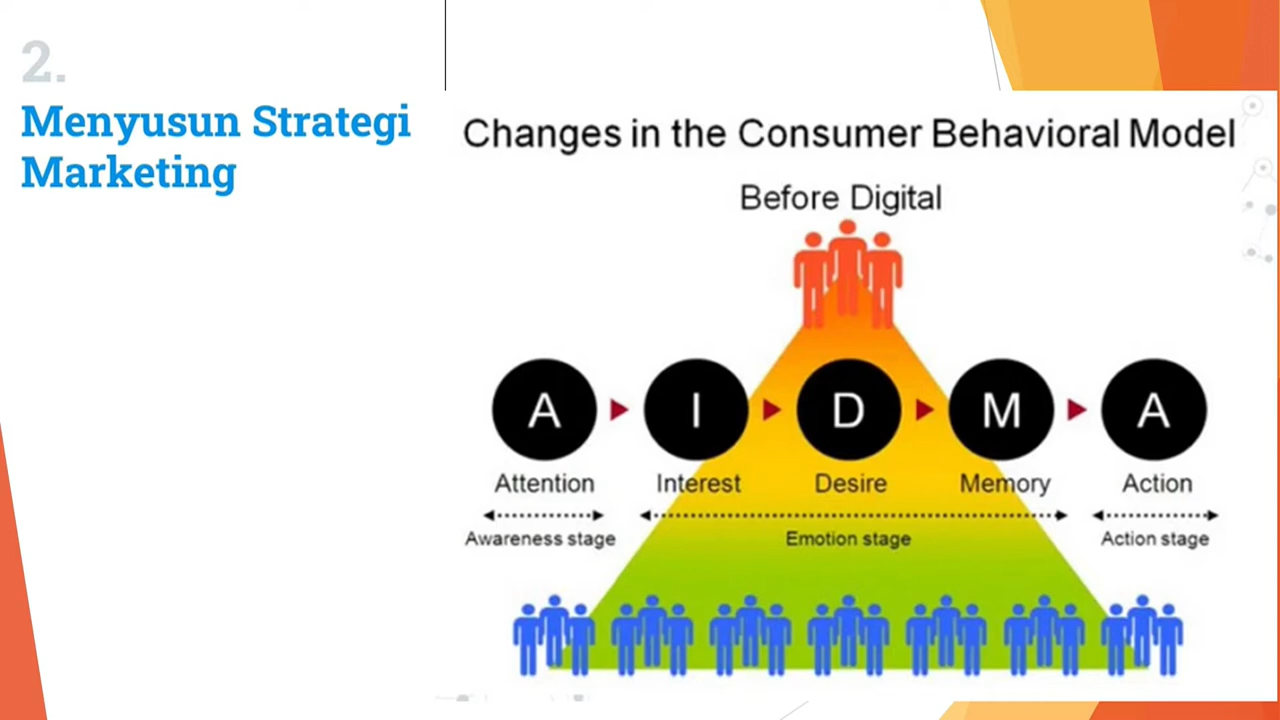 2.
Menyusun Strategi
Marketing
Changes in the Consumer Behavioral Model
Before Digital
A I D M A
Attention Interest Desire Memory Action
Awareness stage Emotion stage Action stage